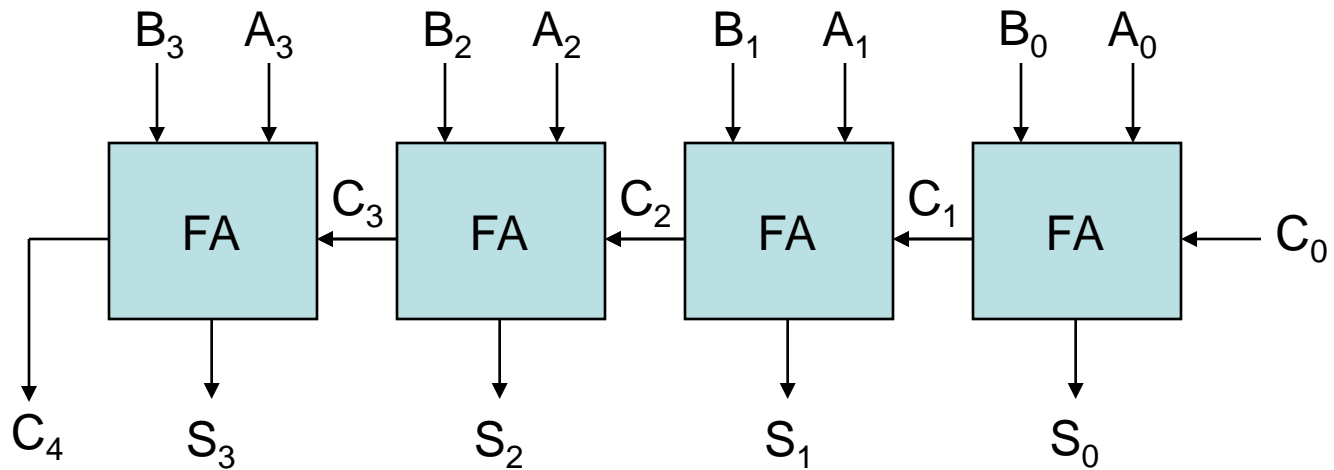 B₃ A₃ B₂ A₂ B₁ A₁ B₀ A₀
FA C₃ FA C₂ FA C₁ FA C₀
C₄ S₃ S₂ S₁ S₀